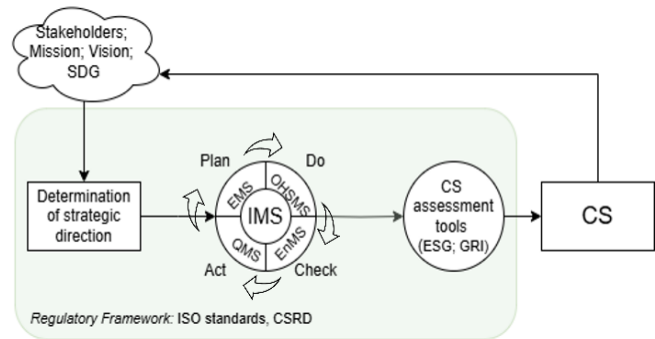 Stakeholders;
Mission; Vision;
SDG
Plan
Do
Determination
of strategic
direction
EMS
OHSMS
IMS
QMS
EnMS
CS
assessment
tools
(ESG; GRI)
CS
Act
Check
Regulatory Framework: ISO standards, CSRD